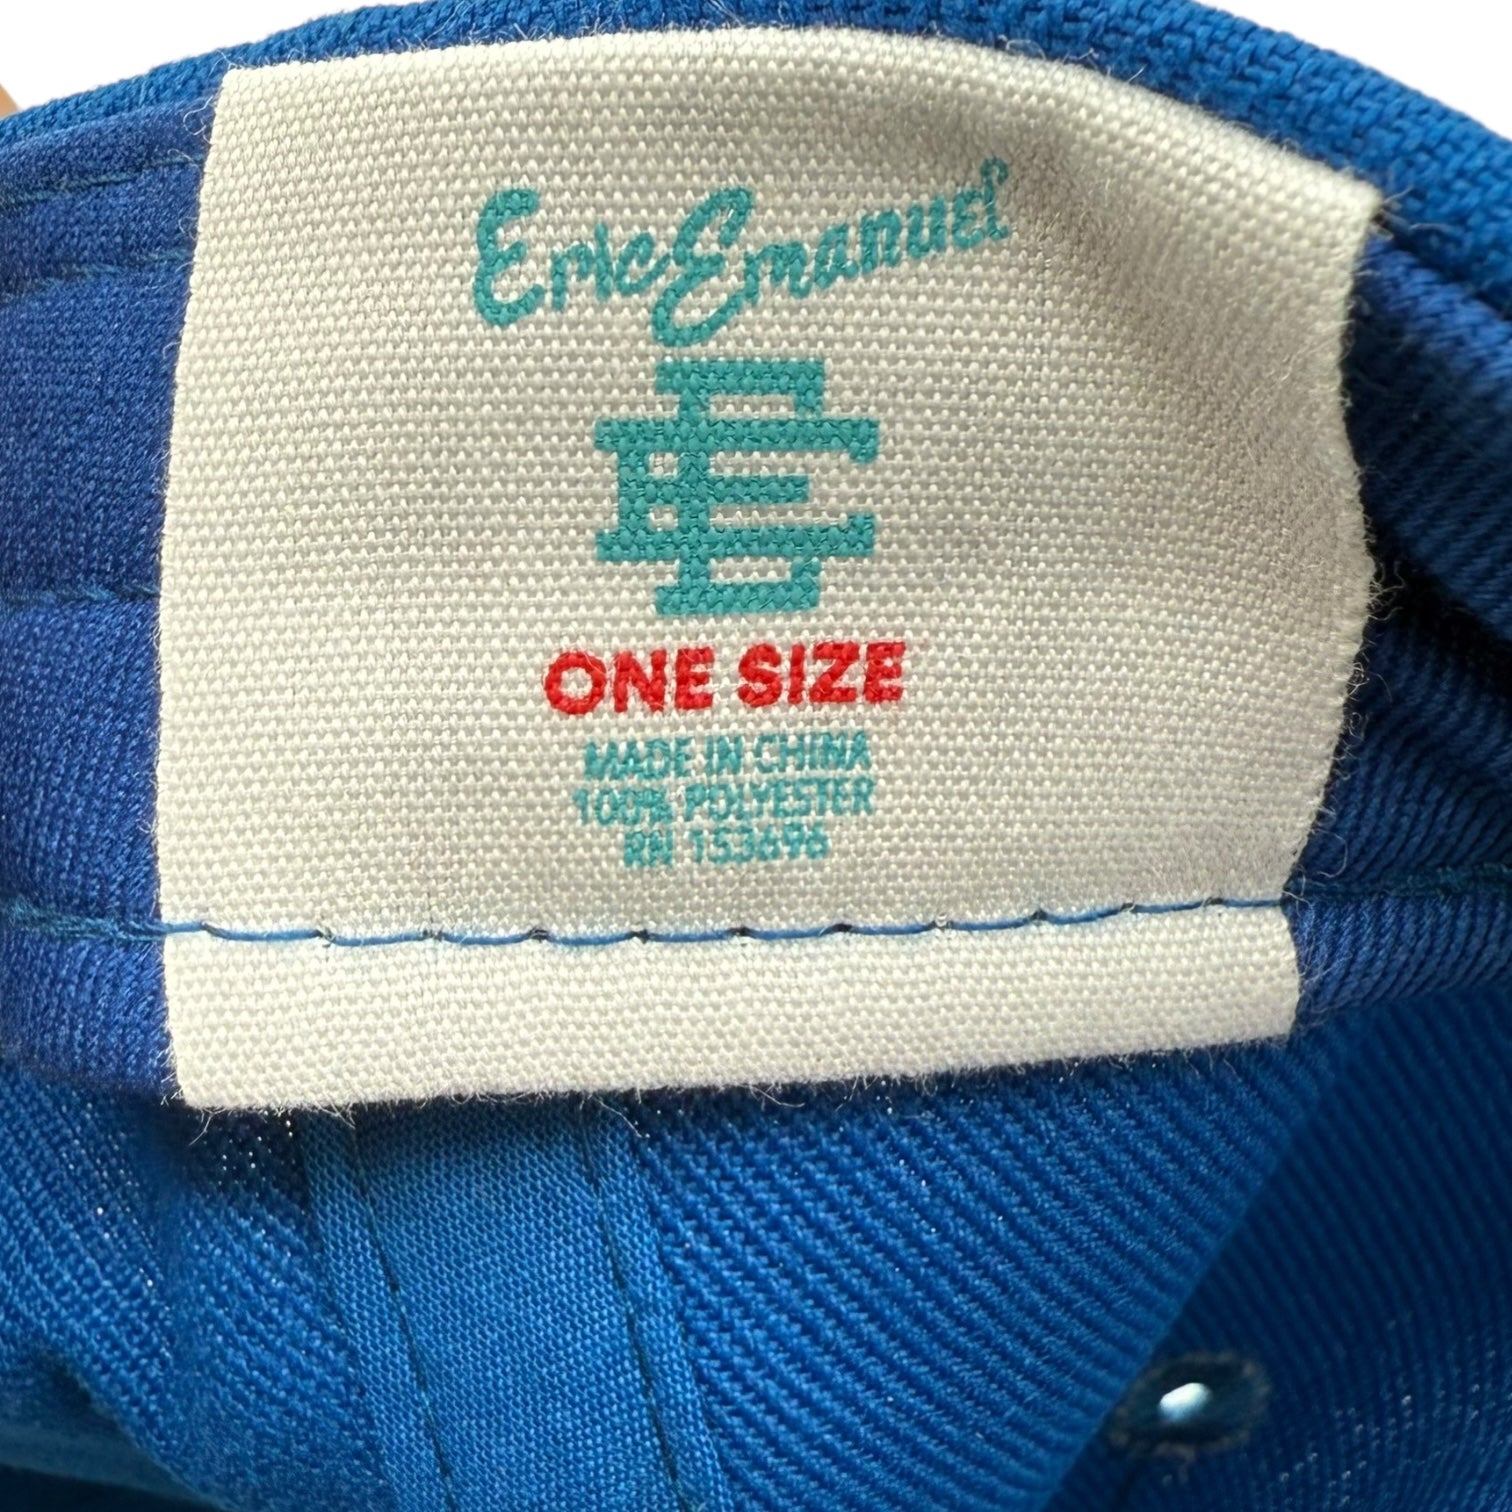 Eric Emanuel
EE
ONE SIZE
MADE IN CHINA
100% POLYESTER
RN 153696